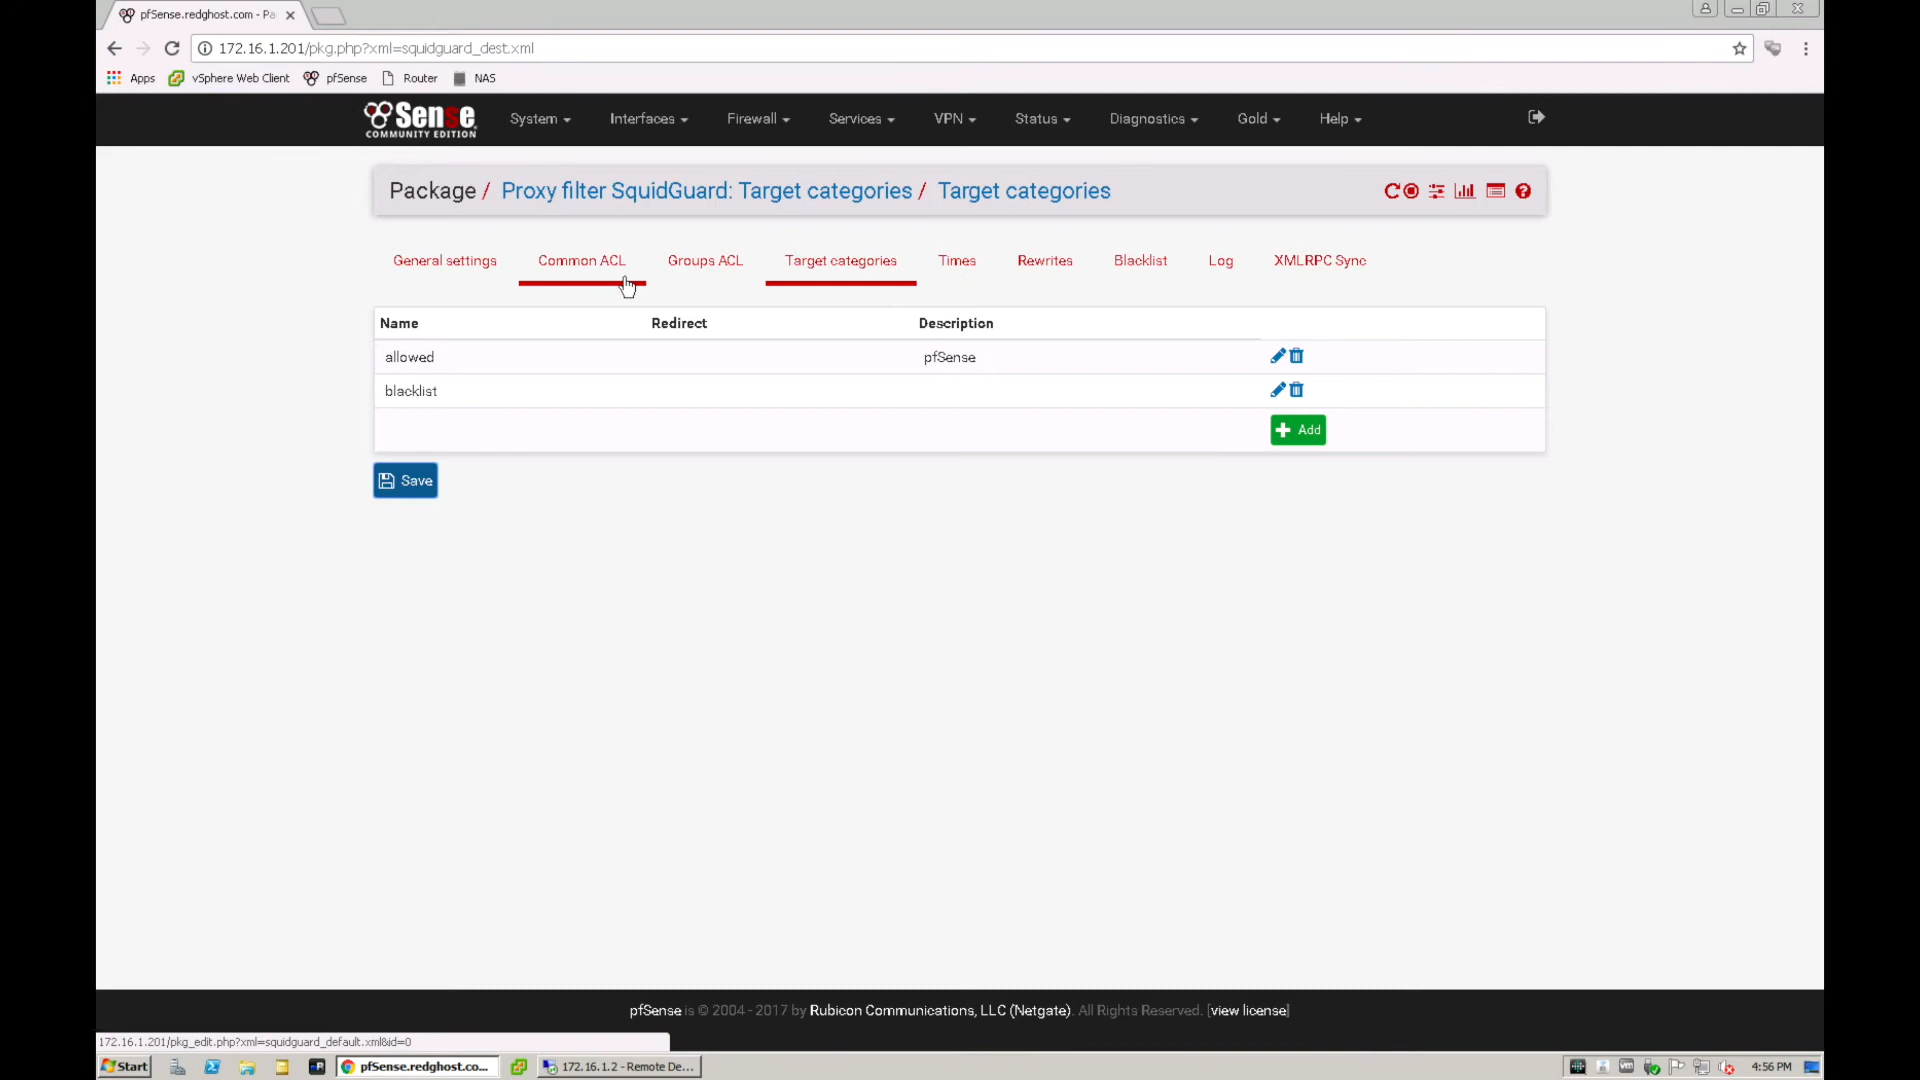 pfSense.redghost.com - Pa
172.16.1.201/pkg.php?xml=squidguard_dest.xml
Apps vSphere Web Client pfSense Router NAS
Sense
COMMUNITY EDITION
System Interfaces Firewall Services VPN Status Diagnostics Gold Help
Package / Proxy filter SquidGuard: Target categories / Target categories
General settings Common ACL Groups ACL Target categories Times Rewrites Blacklist Log XMLRPC Sync
Name Redirect Description
allowed pfSense
blacklist
Add
Save
pfSense is © 2004 - 2017 by Rubicon Communications, LLC (Netgate). All Rights Reserved. [view license]
172.16.1.201/pkg_edit.php?xml=squidguard_default.xml&id=0
Start pfSense.redghost.co... 172.16.1.2 - Remote De... 4:56 PM